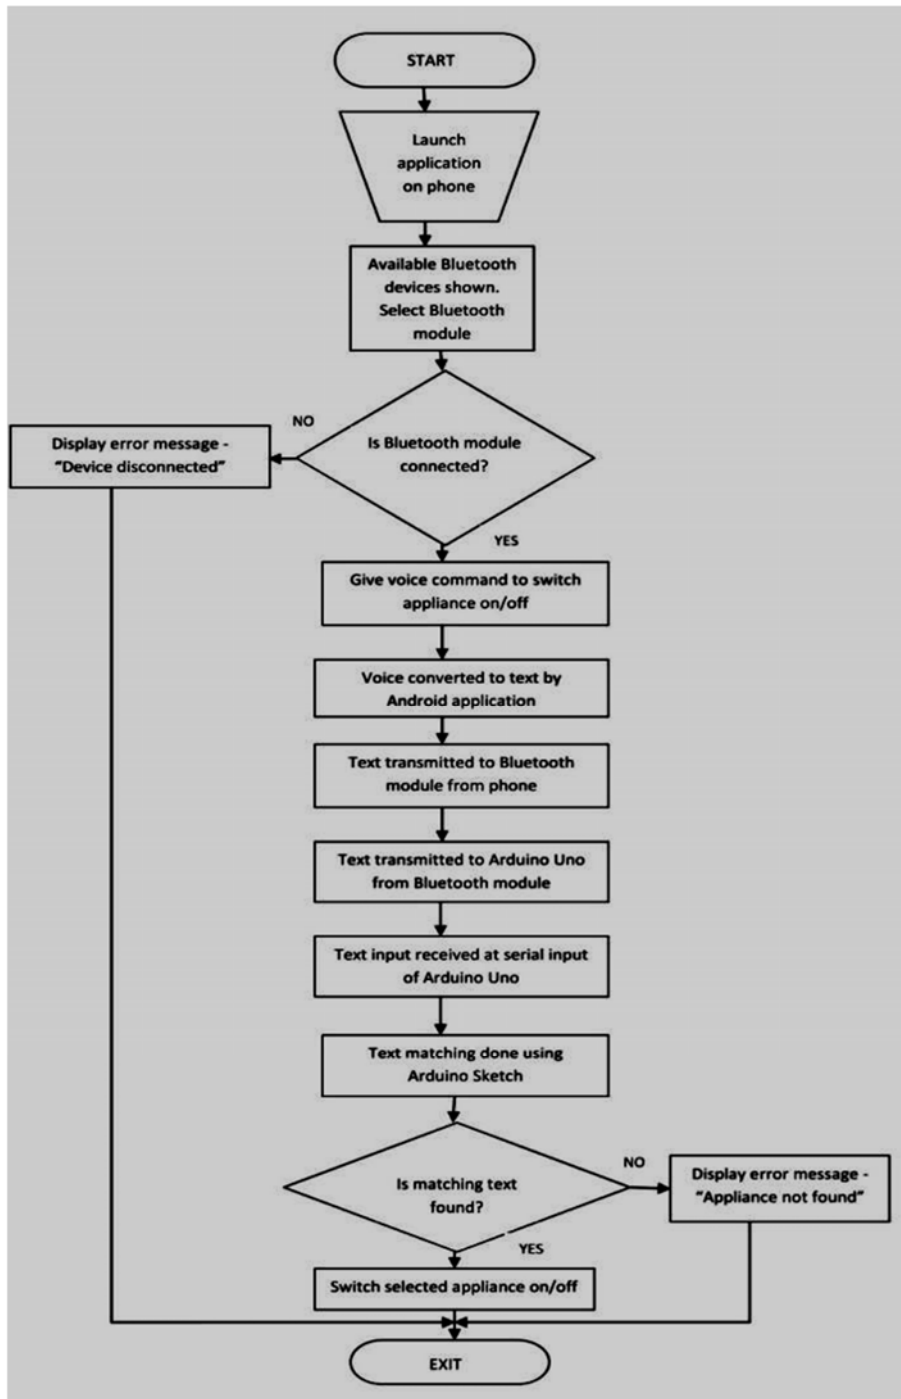 START
Launch
application
on phone
Available Bluetooth
devices shown.
Select Bluetooth
module
NO
Is Bluetooth module
connected?
Display error message -
"Device disconnected"
YES
Give voice command to switch
appliance on/off
Voice converted to text by
Android application
Text transmitted to Bluetooth
module from phone
Text transmitted to Arduino Uno
from Bluetooth module
Text input received at serial input
of Arduino Uno
Text matching done using
Arduino Sketch
Is matching text
found?
NO
Display error message -
"Appliance not found"
YES
Switch selected appliance on/off
EXIT